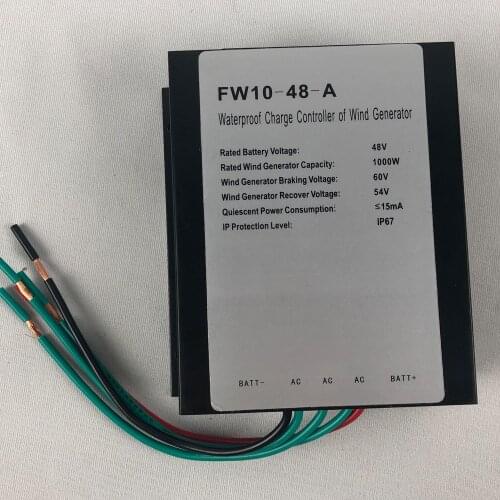 FW10-48-A
Waterproof Charge Controller of Wind Generator
Rated Battery Voltage: 48V
Rated Wind Generator Capacity: 1000W
Wind Generator Braking Voltage: 60V
Wind Generator Recover Voltage: 54V
Quiescent Power Consumption: ≤15mA
IP Protection Level: IP67
BATT- AC AC AC BATT+